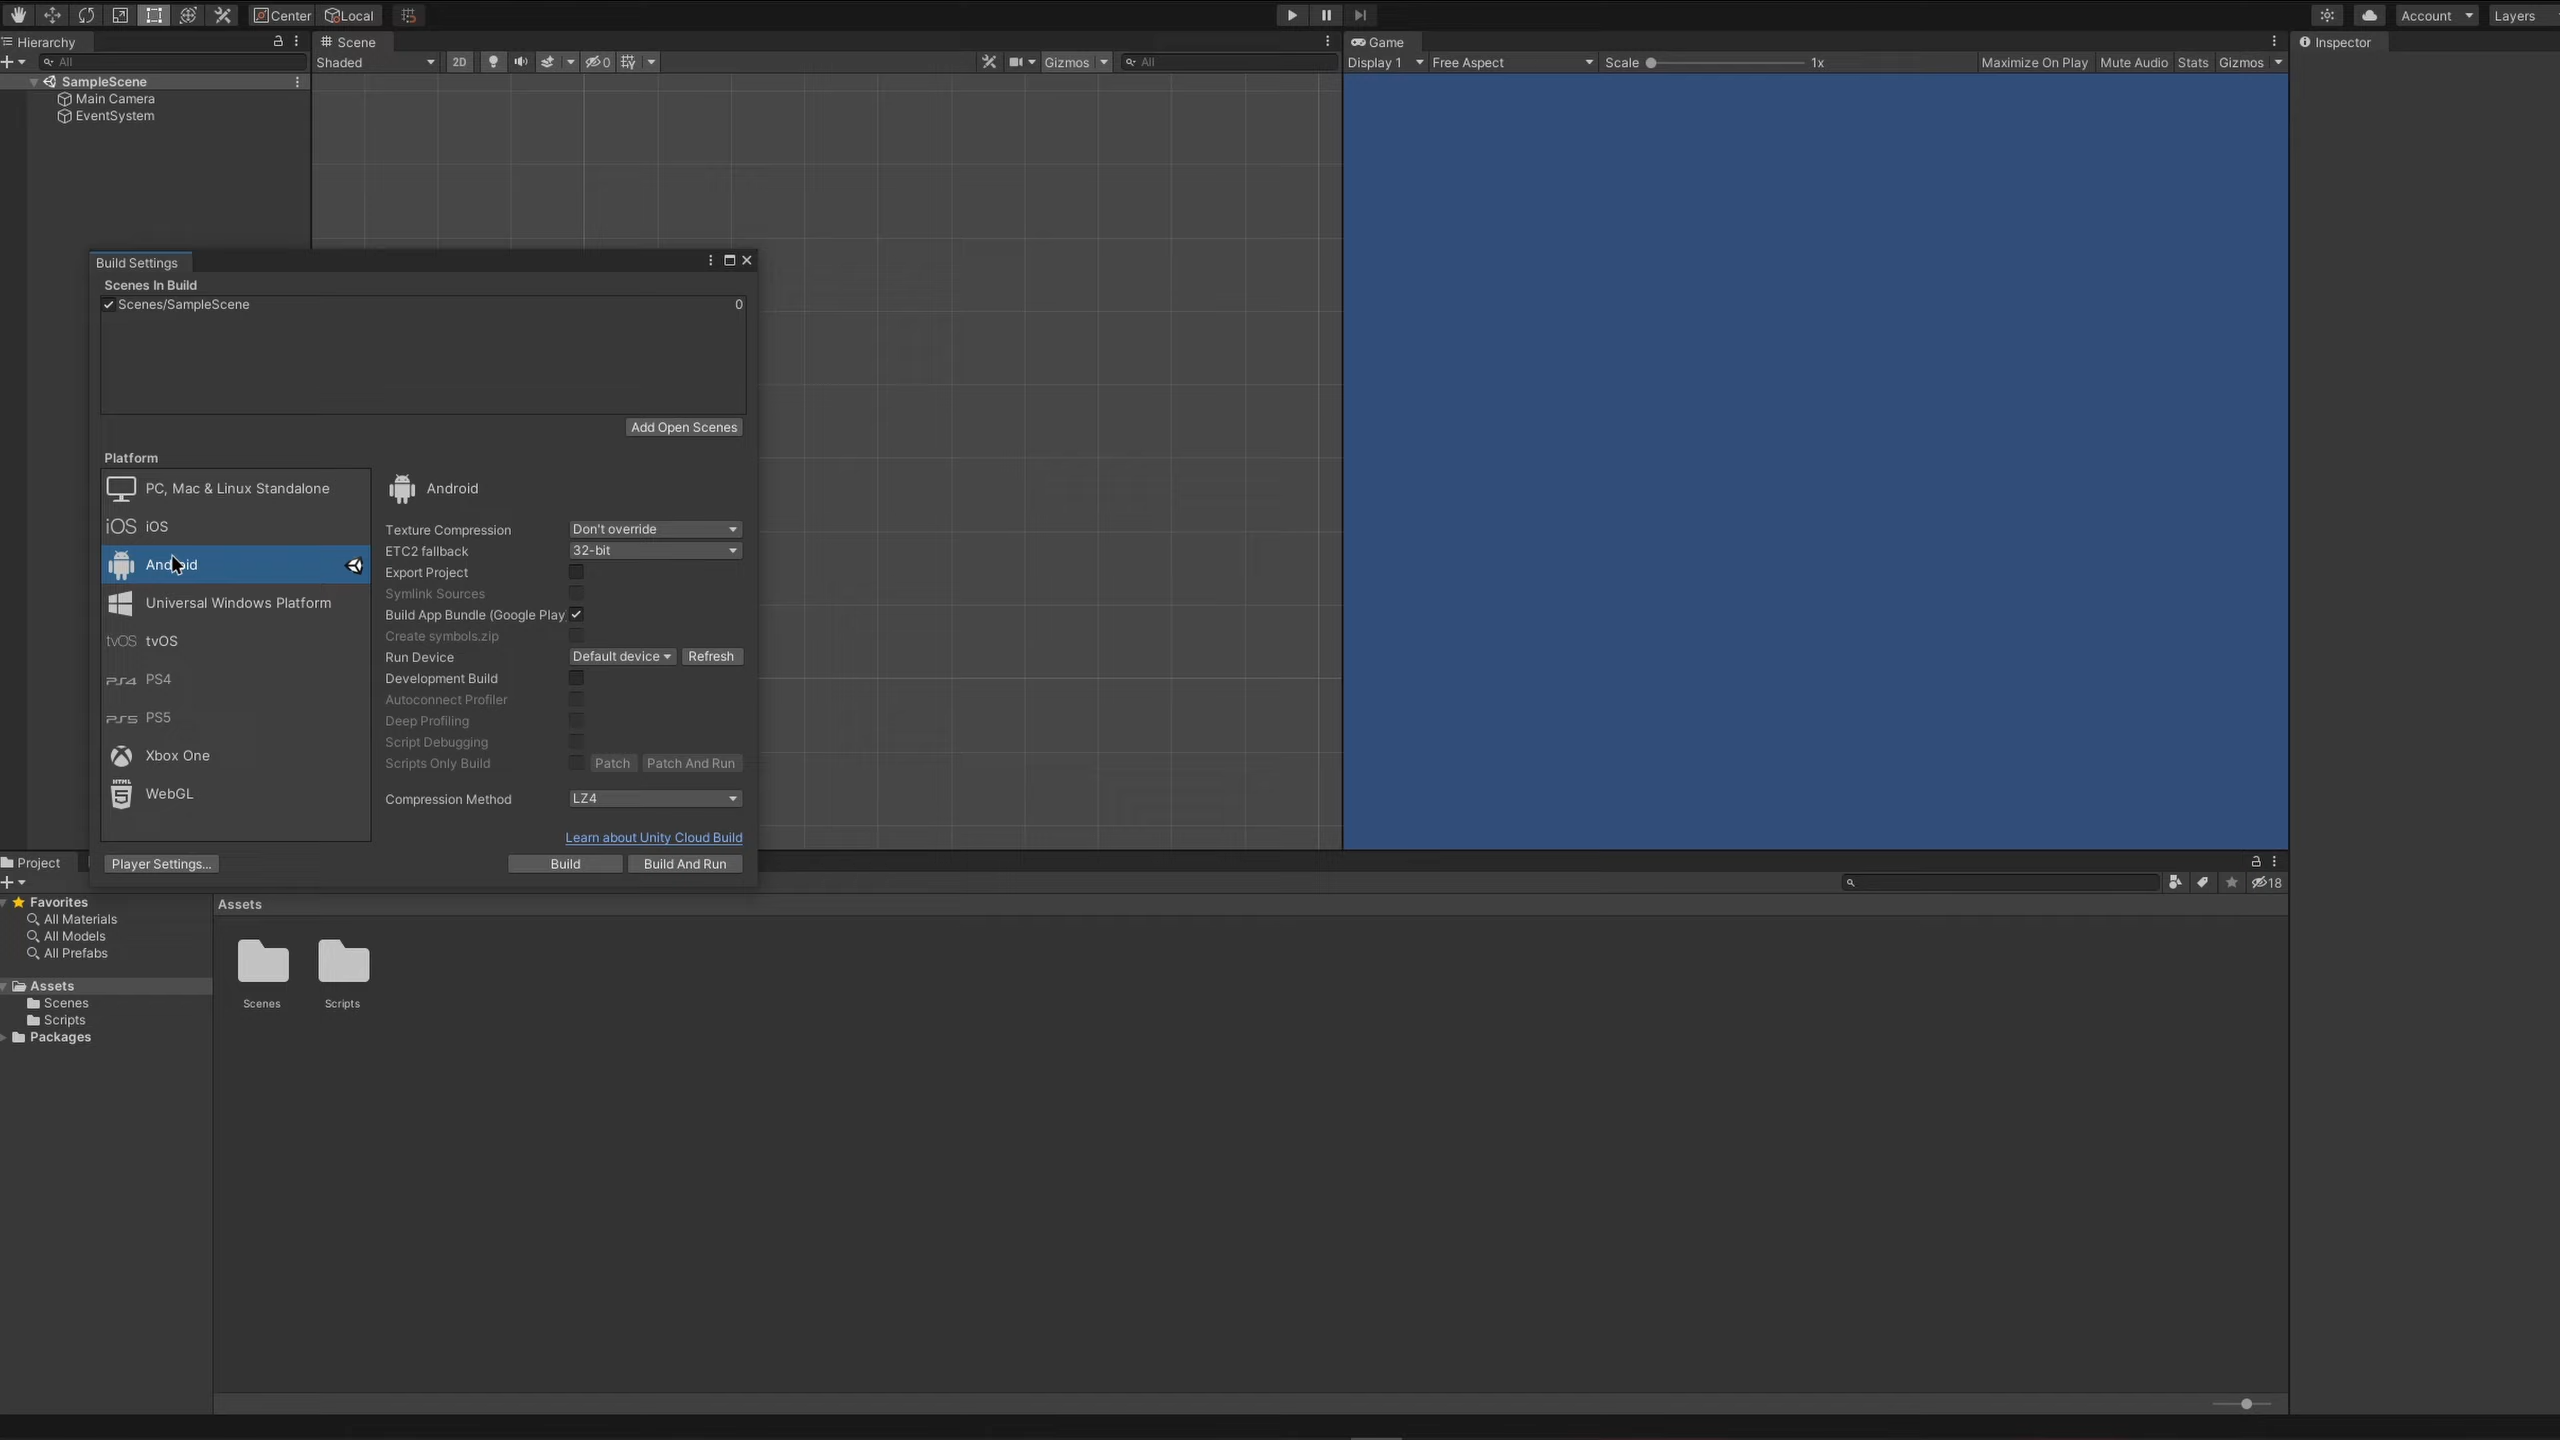 Center
Local
Account
Layers
Hierarchy
Scene
Game
Inspector
All
Shaded
2D
0
Gizmos
All
Display 1
Free Aspect
Scale
1x
Maximize On Play
Mute Audio
Stats
Gizmos
SampleScene
Main Camera
EventSystem
Build Settings
Scenes In Build
Scenes/SampleScene
0
Add Open Scenes
Platform
PC, Mac & Linux Standalone
iOS iOS
Android
Universal Windows Platform
tvOS tvOS
PS4 PS4
PS5 PS5
Xbox One
HTML 5 WebGL
Android
Texture Compression
Don't override
ETC2 fallback
32-bit
Export Project
Symlink Sources
Build App Bundle (Google Play
Create symbols.zip
Run Device
Default device
Refresh
Development Build
Autoconnect Profiler
Deep Profiling
Script Debugging
Scripts Only Build
Patch
Patch And Run
Compression Method
LZ4
Learn about Unity Cloud Build
Player Settings...
Build
Build And Run
Project
18
Favorites
All Materials
All Models
All Prefabs
Assets
Scenes
Scripts
Packages
Assets
Scenes
Scripts